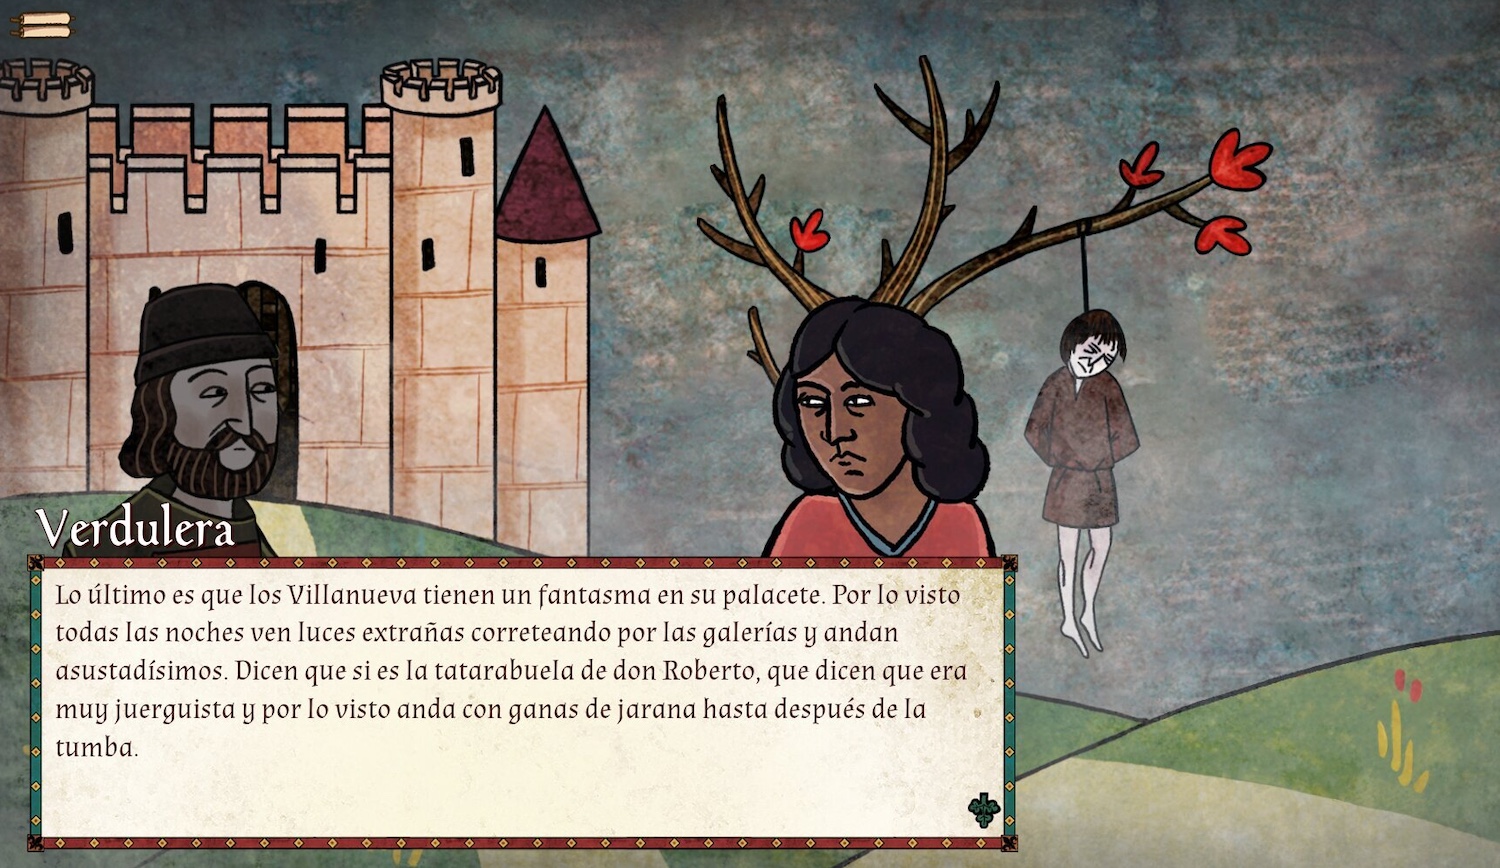 Verdulera
Lo último es que los Villanueva tienen un fantasma en su palacete. Por lo visto
todas las noches ven luces extrañas correteando por las galerías y andan
asustadísimos. Dicen que si es la tatarabuela de don Roberto, que dicen que era
muy juerguista y por lo visto anda con ganas de jarana hasta después de la
tumba.